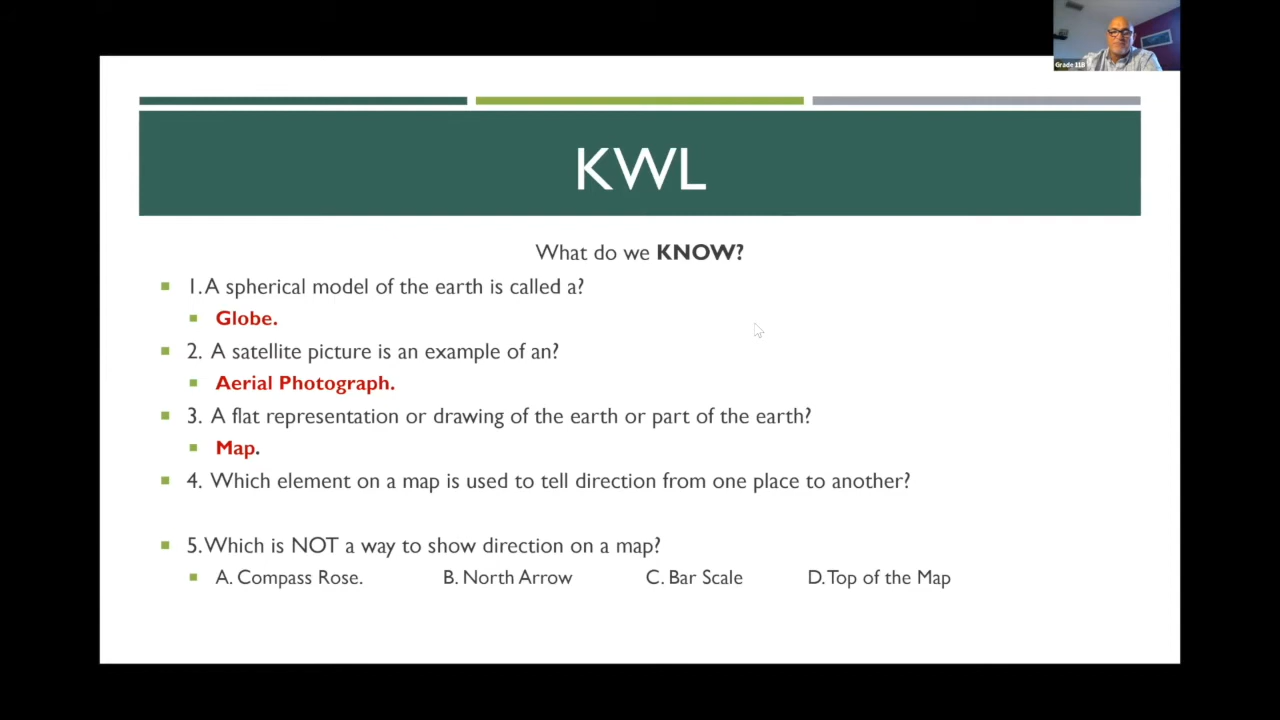 Grade 11B
KWL
What do we KNOW?
1. A spherical model of the earth is called a?
Globe.
2. A satellite picture is an example of an?
Aerial Photograph.
3. A flat representation or drawing of the earth or part of the earth?
Map.
4. Which element on a map is used to tell direction from one place to another?
5. Which is NOT a way to show direction on a map?
A. Compass Rose. B. North Arrow C. Bar Scale D. Top of the Map